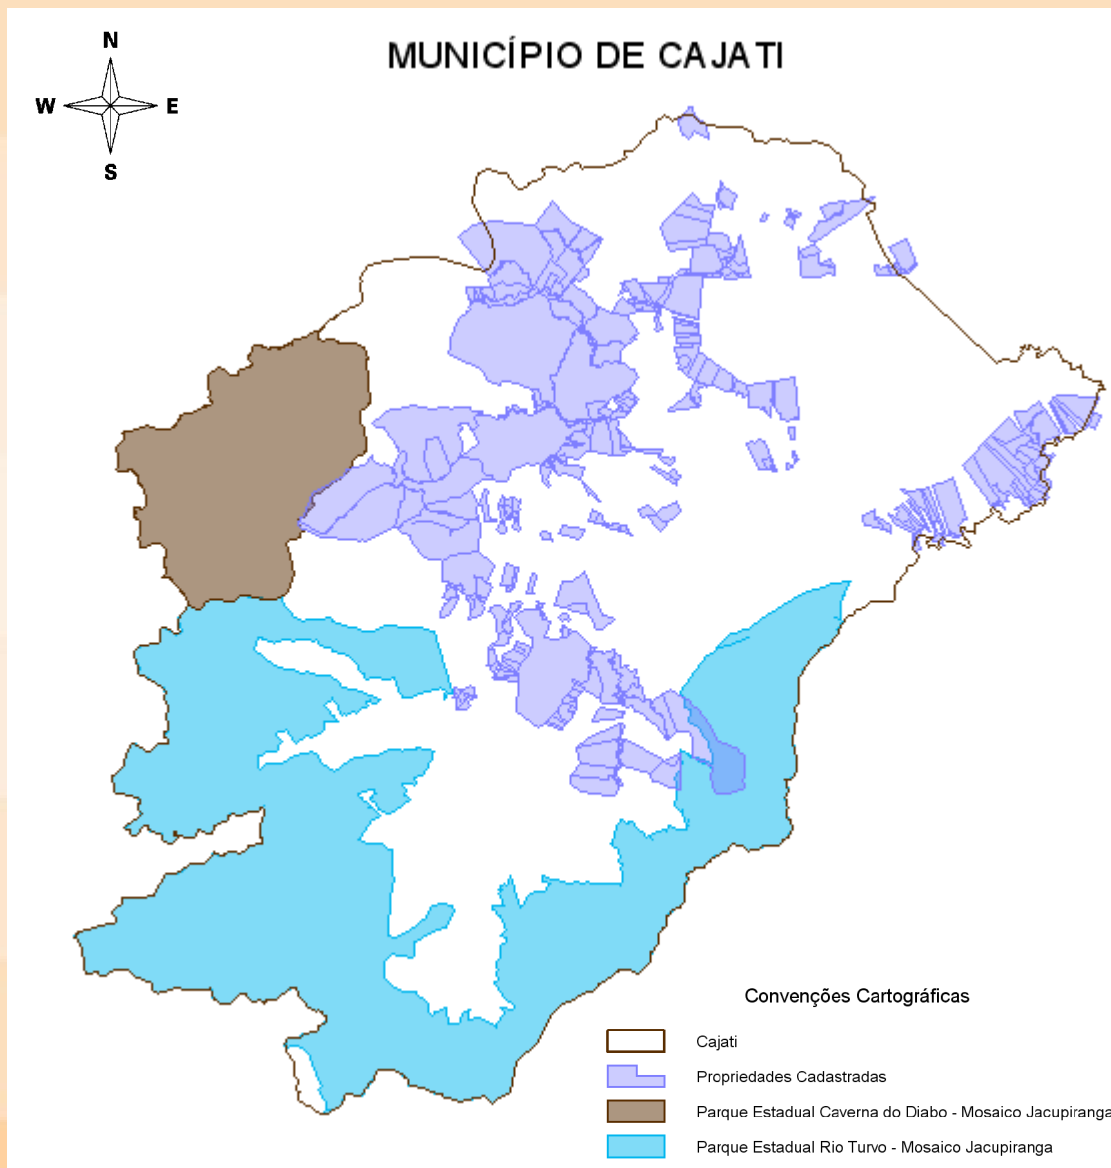 MUNICÍPIO DE CAJATI
N
W E
S
Convenções Cartográficas
Cajati
Propriedades Cadastradas
Parque Estadual Caverna do Diabo - Mosaico Jacupiranga
Parque Estadual Rio Turvo - Mosaico Jacupiranga